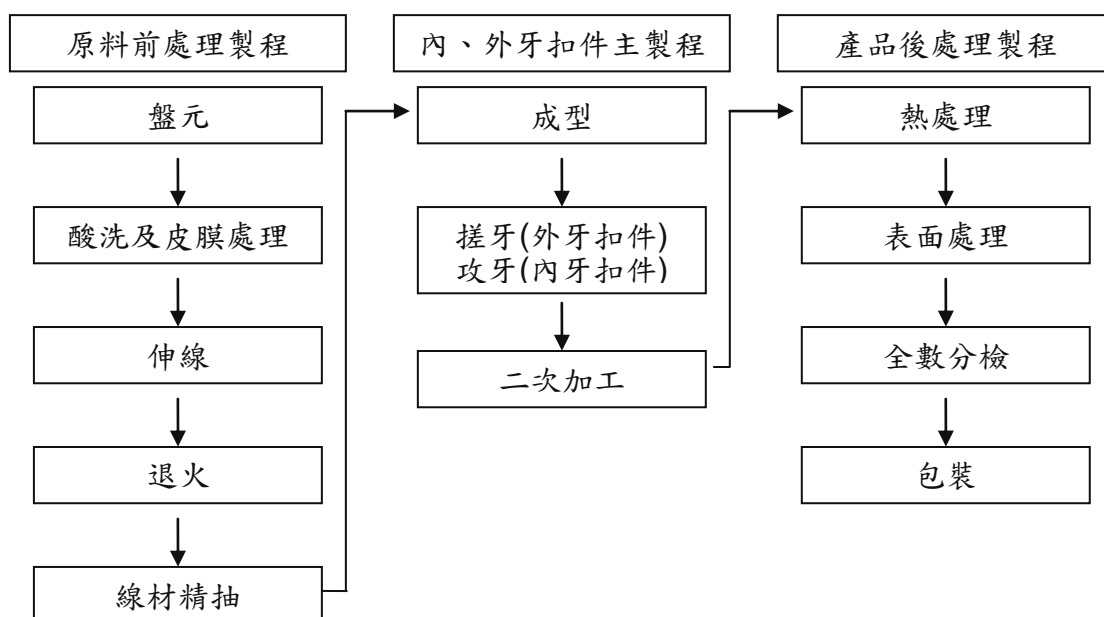 原料前處理製程
盤元
酸洗及皮膜處理
伸線
退火
線材精抽
內、外牙扣件主製程
成型
搓牙(外牙扣件)
攻牙(內牙扣件)
二次加工
產品後處理製程
熱處理
表面處理
全數分檢
包裝